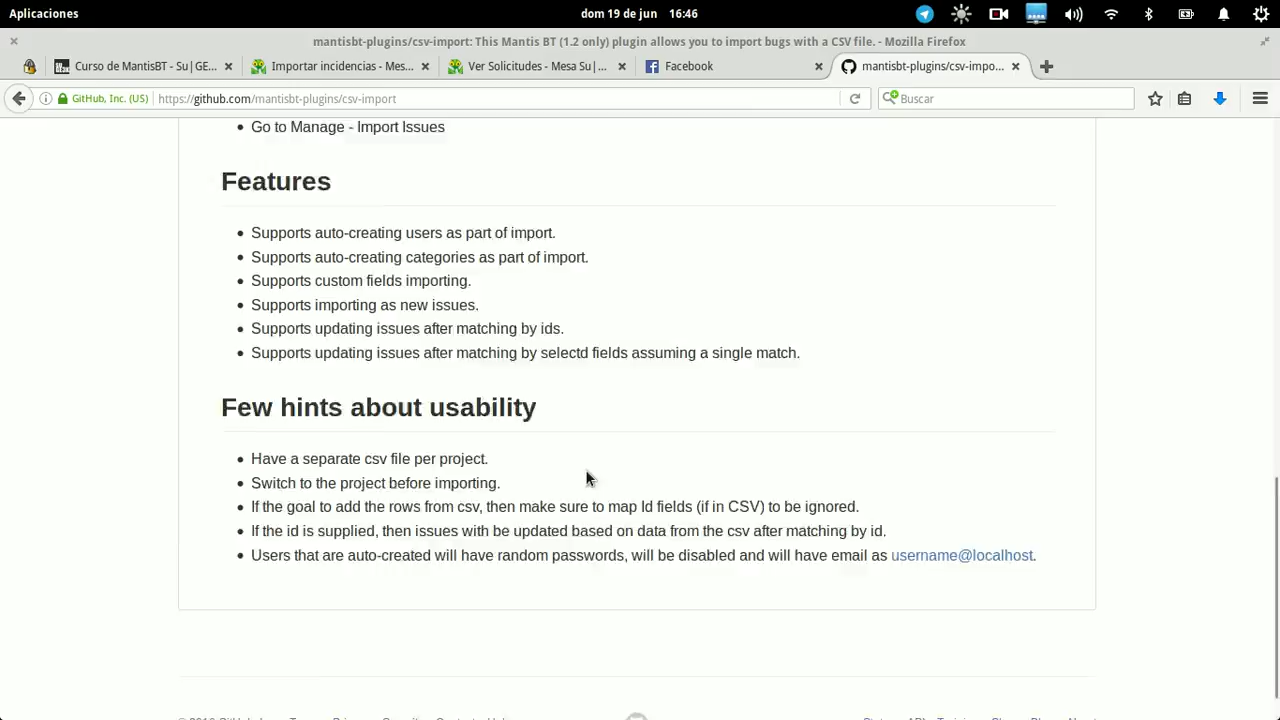 Aplicaciones
dom 19 de jun 16:46
mantisbt-plugins/csv-import: This Mantis BT (1.2 only) plugin allows you to import bugs with a CSV file. - Mozilla Firefox
Curso de MantisBT - Su|GE...
Importar incidencias - Mes...
Ver Solicitudes - Mesa Su|...
Facebook
mantisbt-plugins/csv-impo...
GitHub, Inc. (US)
https://github.com/mantisbt-plugins/csv-import
Buscar
• Go to Manage - Import Issues
Features
• Supports auto-creating users as part of import.
• Supports auto-creating categories as part of import.
• Supports custom fields importing.
• Supports importing as new issues.
• Supports updating issues after matching by ids.
• Supports updating issues after matching by selectd fields assuming a single match.
Few hints about usability
• Have a separate csv file per project.
• Switch to the project before importing.
• If the goal to add the rows from csv, then make sure to map Id fields (if in CSV) to be ignored.
• If the id is supplied, then issues with be updated based on data from the csv after matching by id.
• Users that are auto-created will have random passwords, will be disabled and will have email as username@localhost.